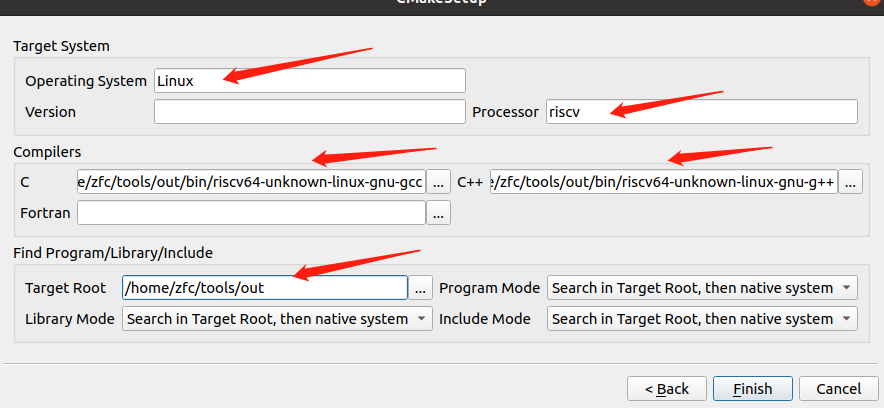 CMakeSetup
Target System
Operating System Linux
Version Processor riscv
Compilers
C e/zfc/tools/out/bin/riscv64-unknown-linux-gnu-gcc ... C++ e/zfc/tools/out/bin/riscv64-unknown-linux-gnu-g++ ...
Fortran ...
Find Program/Library/Include
Target Root /home/zfc/tools/out ... Program Mode Search in Target Root, then native system
Library Mode Search in Target Root, then native system Include Mode Search in Target Root, then native system
< Back Finish Cancel